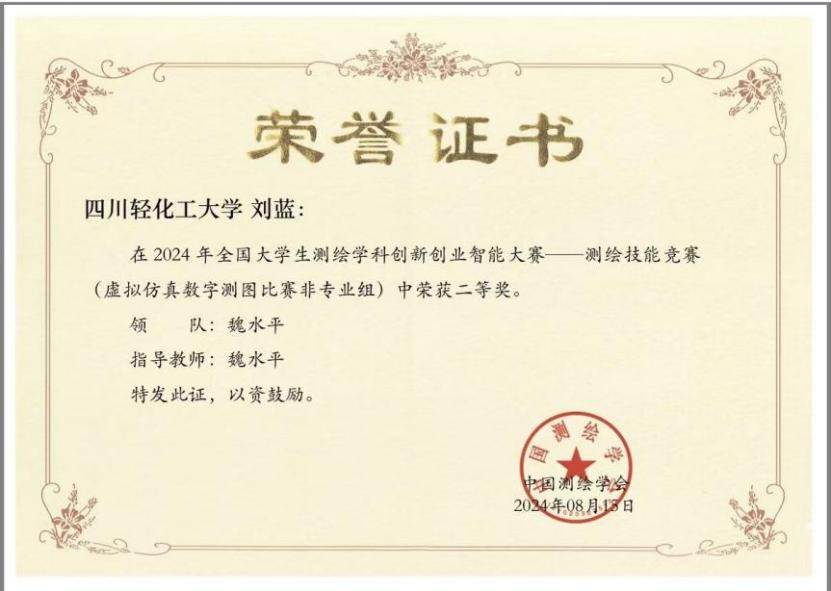 荣誉证书
四川轻化工大学 刘蓝：
在 2024 年全国大学生测绘学科创新创业智能大赛——测绘技能竞赛
（虚拟仿真数字测图比赛非专业组）中荣获二等奖。
领　　队：魏水平
指导教师：魏水平
特发此证，以资鼓励。
中国测绘学会
中国测绘学会
2024年08月13日